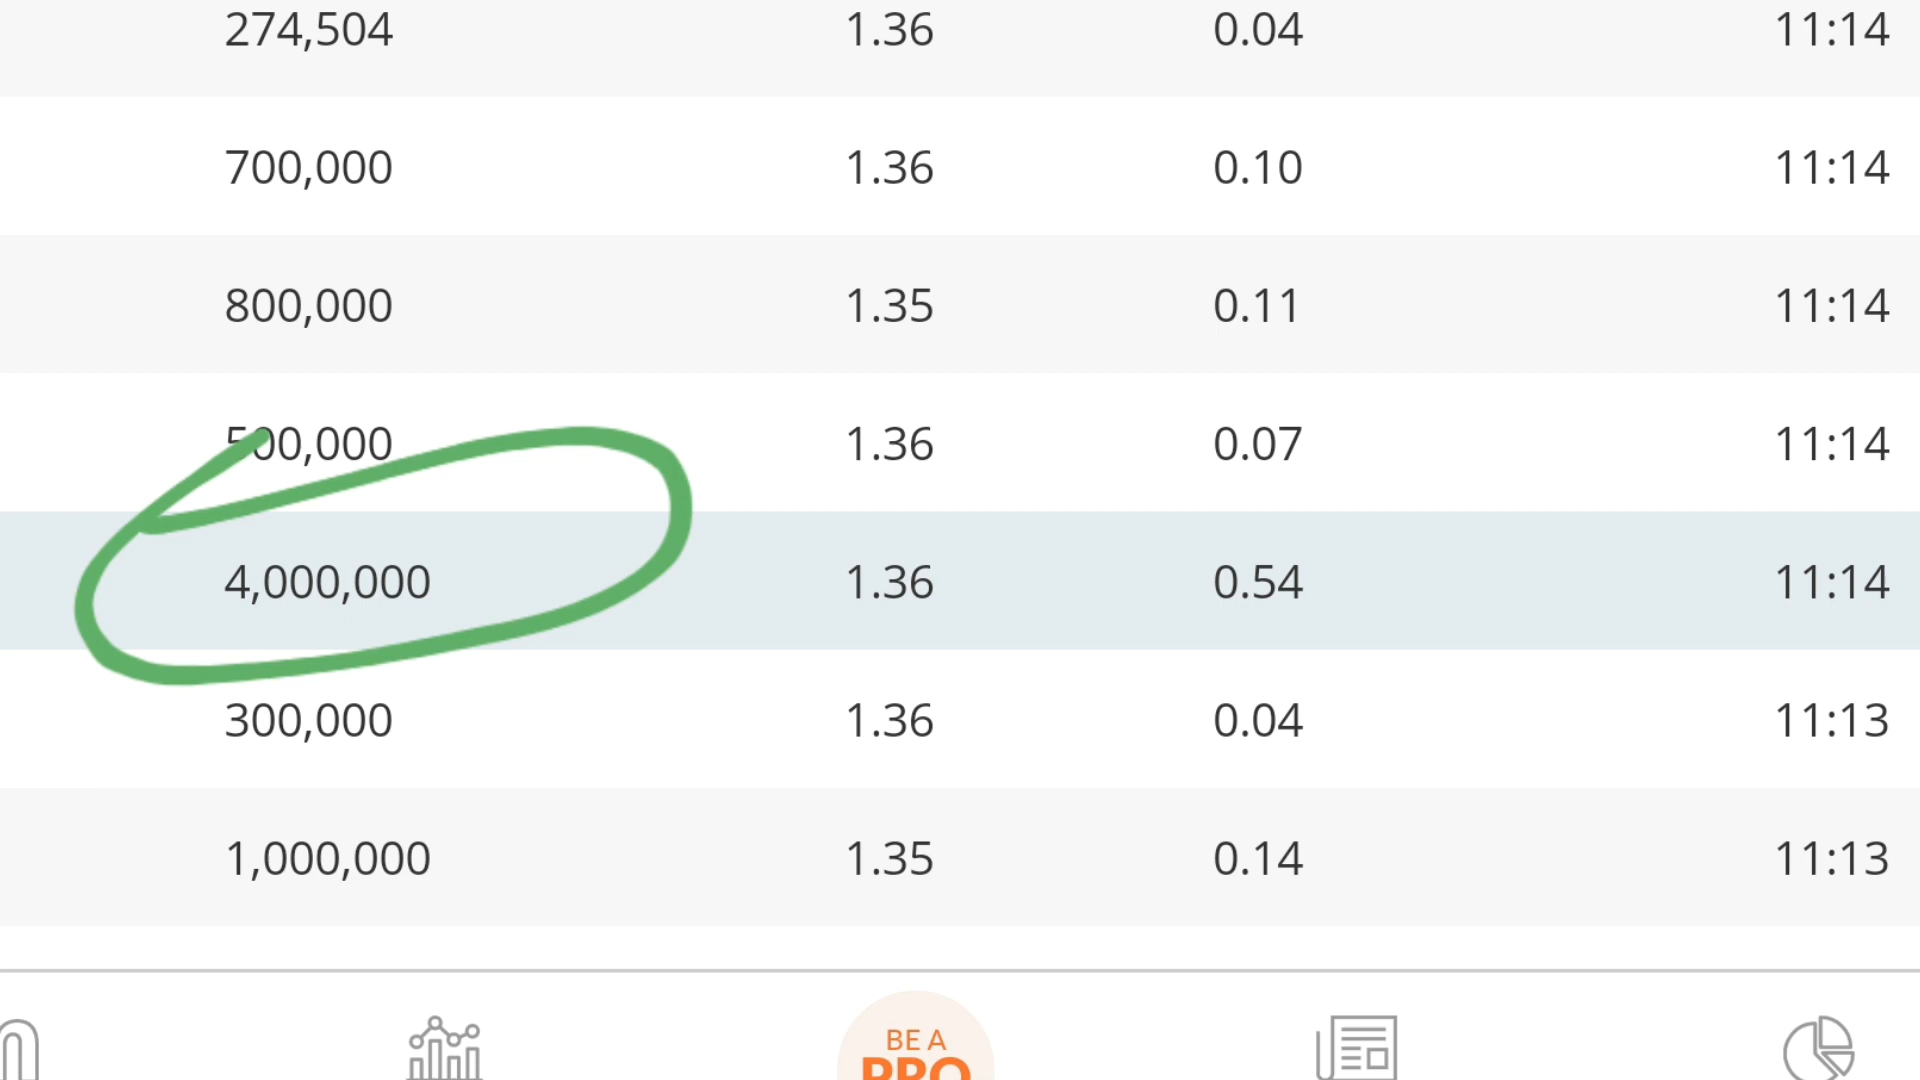 274,504 1.36 0.04 11:14
700,000 1.36 0.10 11:14
800,000 1.35 0.11 11:14
500,000 1.36 0.07 11:14
4,000,000 1.36 0.54 11:14
300,000 1.36 0.04 11:13
1,000,000 1.35 0.14 11:13
BE A
PRO